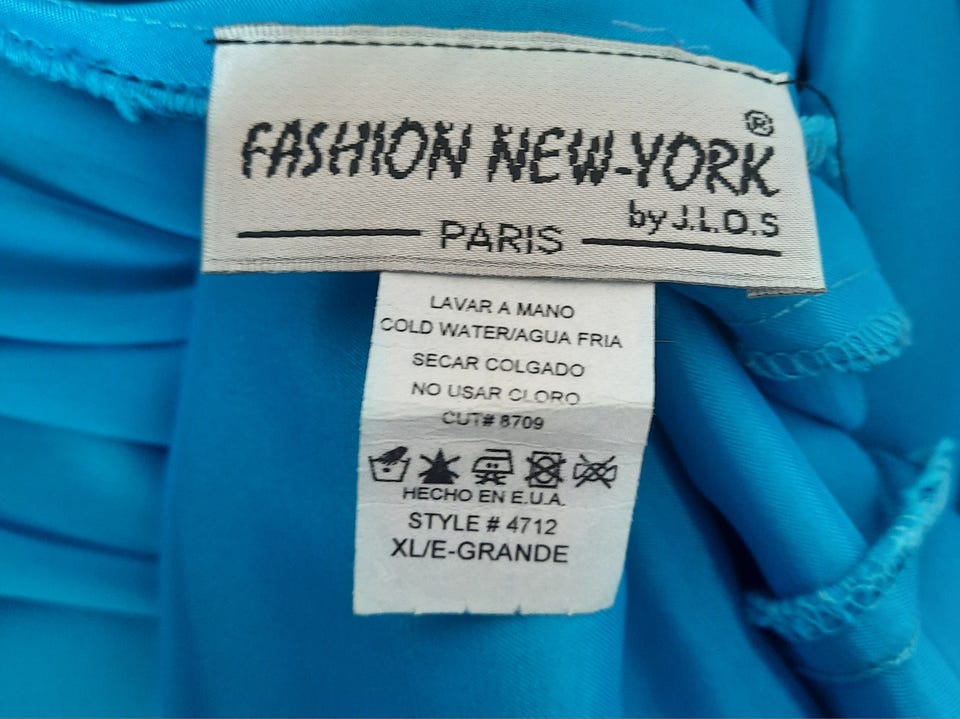 FASHION NEW-YORK®
by J.L.O.S
PARIS
LAVAR A MANO
COLD WATER/AGUA FRIA
SECAR COLGADO
NO USAR CLORO
CUT# 8709
HECHO EN E.U.A.
STYLE # 4712
XL/E-GRANDE